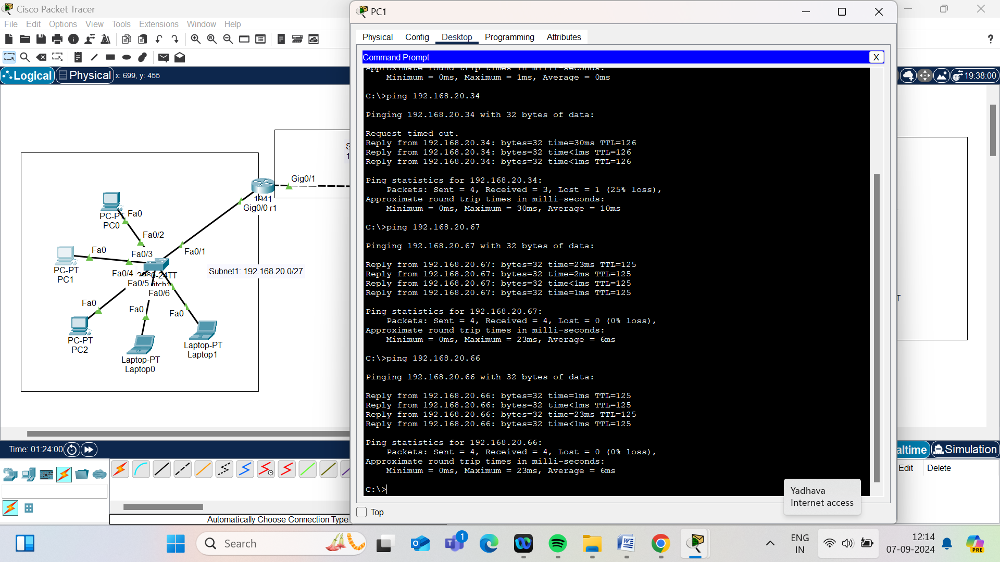 Cisco Packet Tracer
File Edit Options View Tools Extensions Window Help
Logical Physical x: 699, y: 455
PC1
Physical Config Desktop Programming Attributes
Command Prompt
X
?
19:38:00
Approximate round trip times in milli-seconds:
Minimum = 0ms, Maximum = 1ms, Average = 0ms
C:\>ping 192.168.20.34
Pinging 192.168.20.34 with 32 bytes of data:
Request timed out.
Reply from 192.168.20.34: bytes=32 time=30ms TTL=126
Reply from 192.168.20.34: bytes=32 time<1ms TTL=126
Reply from 192.168.20.34: bytes=32 time<1ms TTL=126
Ping statistics for 192.168.20.34:
Packets: Sent = 4, Received = 3, Lost = 1 (25% loss),
Approximate round trip times in milli-seconds:
Minimum = 0ms, Maximum = 30ms, Average = 10ms
C:\>ping 192.168.20.67
Pinging 192.168.20.67 with 32 bytes of data:
Reply from 192.168.20.67: bytes=32 time=23ms TTL=125
Reply from 192.168.20.67: bytes=32 time=2ms TTL=125
Reply from 192.168.20.67: bytes=32 time<1ms TTL=125
Reply from 192.168.20.67: bytes=32 time=1ms TTL=125
Ping statistics for 192.168.20.67:
Packets: Sent = 4, Received = 4, Lost = 0 (0% loss),
Approximate round trip times in milli-seconds:
Minimum = 0ms, Maximum = 23ms, Average = 6ms
C:\>ping 192.168.20.66
Pinging 192.168.20.66 with 32 bytes of data:
Reply from 192.168.20.66: bytes=32 time=1ms TTL=125
Reply from 192.168.20.66: bytes=32 time<1ms TTL=125
Reply from 192.168.20.66: bytes=32 time=23ms TTL=125
Reply from 192.168.20.66: bytes=32 time<1ms TTL=125
Ping statistics for 192.168.20.66:
Packets: Sent = 4, Received = 4, Lost = 0 (0% loss),
Approximate round trip times in milli-seconds:
Minimum = 0ms, Maximum = 23ms, Average = 6ms
C:\>
Top
Gig0/1
1941
Gig0/0 r1
PC-PT Fa0
PC0
Fa0/2
Fa0
Fa0/3
Fa0/1
PC-PT
PC1
Fa0/4 2960-24TT
Fa0/5 itch1
Fa0/6
Subnet1: 192.168.20.0/27
Fa0
Fa0
Fa0
PC-PT
PC2
Laptop-PT
Laptop1
Laptop-PT
Laptop0
Time: 01:24:00
altime Simulation
Edit Delete
Automatically Choose Connection Type
Yadhava
Internet access
Search
1
PRE
ENG
IN
12:14
07-09-2024